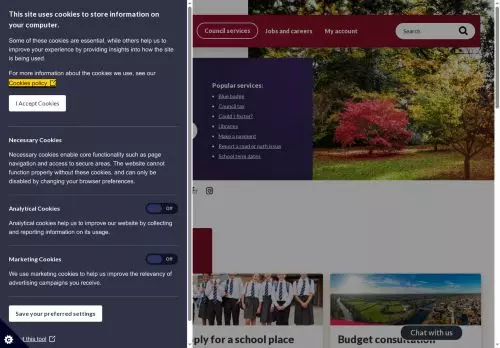 This site uses cookies to store information on
your computer.
Some of these cookies are essential, while others help us to
improve your experience by providing insights into how the site
is being used.
For more information about the cookies we use, see our
Cookies policy
I Accept Cookies
Necessary Cookies
Necessary cookies enable core functionality such as page
navigation and access to secure areas. The website cannot
function properly without these cookies, and can only be
disabled by changing your browser preferences.
Analytical Cookies
Off
Analytical cookies help us to improve our website by collecting
and reporting information on its usage.
Marketing Cookies
Off
We use marketing cookies to help us improve the relevancy of
advertising campaigns you receive.
Save your preferred settings
t this tool
Council services
Jobs and careers
My account
Search
Popular services:
Blue badge
Council tax
Could I foster?
Libraries
Make a payment
Report a road or path issue
School term dates
ply for a school place
Budget consultation
Chat with us